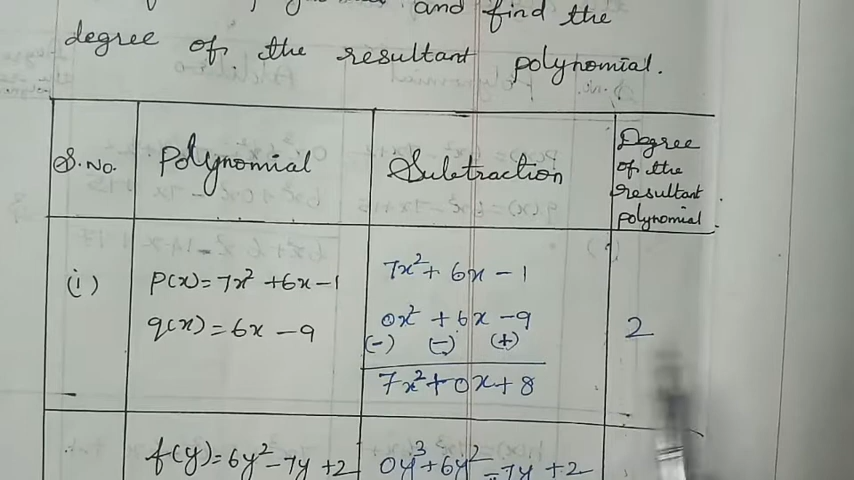 and find the
degree of the resultant polynomial.
S.No. Polynomial Subtraction Degree of the resultant polynomial
(i) p(x) = 7x² + 6x - 1
q(x) = 6x - 9
7x² + 6x - 1
0x² + 6x - 9
(-) (-) (+)
7x² + 0x + 8
2
f(y) = 6y² - 7y + 2
0y³ + 6y² - 7y + 2